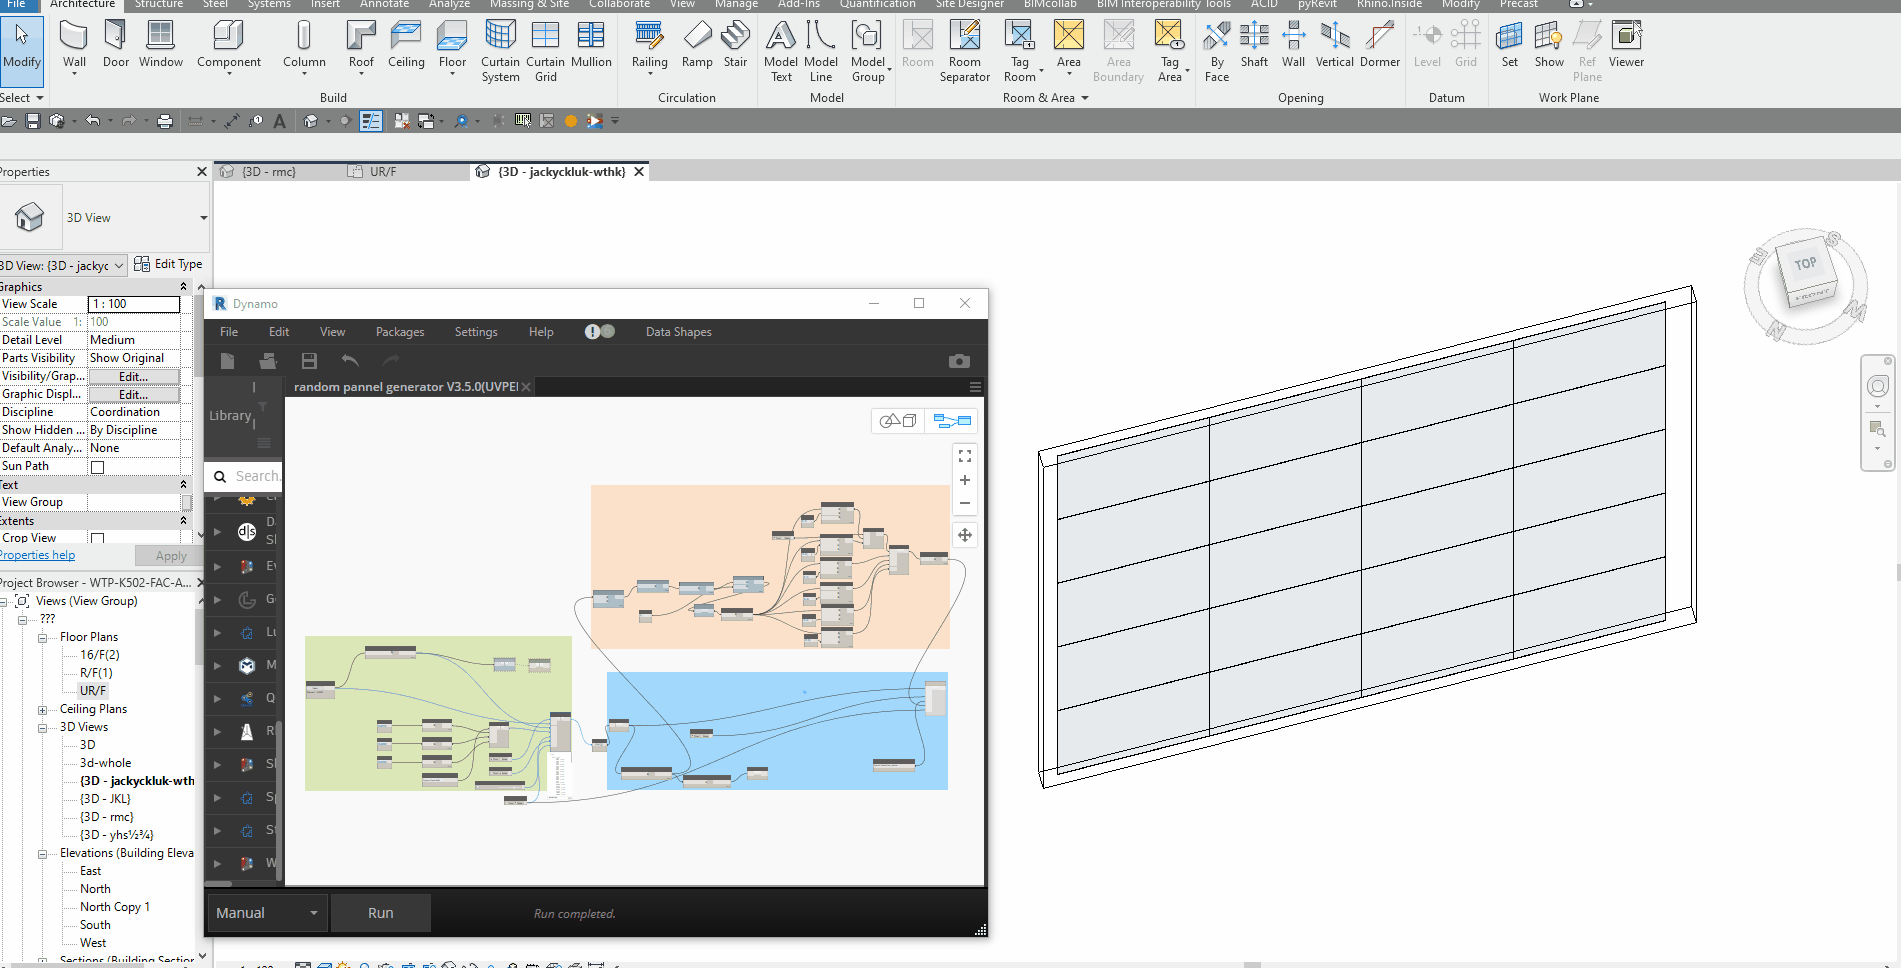 File Architecture Structure Steel Systems Insert Annotate Analyze Massing & Site Collaborate View Manage Add-Ins Quantification Site Designer BIMcollab BIM Interoperability Tools ACID pyRevit Rhino.Inside Modify Precast
Modify Wall Door Window Component Column Roof Ceiling Floor Curtain System Curtain Grid Mullion Railing Ramp Stair Model Text Model Line Model Group Room Room Separator Tag Room Area Area Boundary Tag Area By Face Shaft Wall Vertical Dormer Level Grid Set Show Ref Plane Viewer
Select Build Circulation Model Room & Area Opening Datum Work Plane
Properties
{3D - rmc} UR/F {3D - jackyckluk-wthk}
3D View
3D View: {3D - jackyc Edit Type
Graphics
View Scale 1 : 100
Scale Value 1: 100
Detail Level Medium
Parts Visibility Show Original
Visibility/Grap... Edit...
Graphic Displ... Edit...
Discipline Coordination
Show Hidden ... By Discipline
Default Analy... None
Sun Path
Text
View Group
Extents
Crop View
Properties help Apply
Project Browser - WTP-K502-FAC-A...
Views (View Group)
???
Floor Plans
16/F(2)
R/F(1)
UR/F
Ceiling Plans
3D Views
3D
3d-whole
{3D - jackyckluk-wth
{3D - JKL}
{3D - rmc}
{3D - yhs½¾}
Elevations (Building Eleva
East
North
North Copy 1
South
West
Sections (Building Section
Dynamo
File Edit View Packages Settings Help Data Shapes
random pannel generator V3.5.0(UVPE
Library
Search.
D
S
E
G
L
M
Q
R
S
S
S
W
Manual Run Run completed.
TOP
FRONT
E
S
N
1 : 100